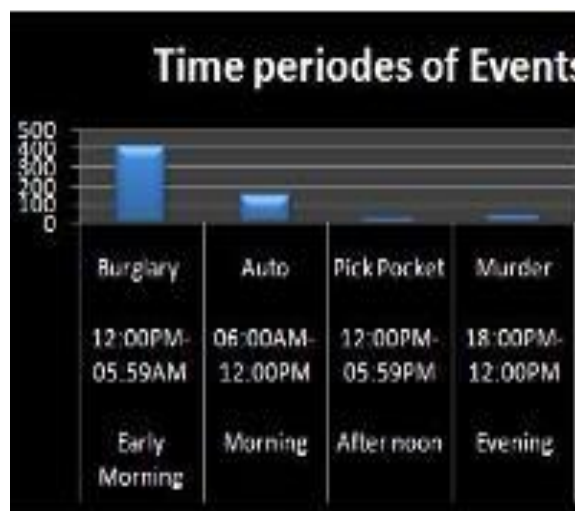 Time periodes of Events
500
400
300
200
100
0
Burglary Auto Pick Pocket Murder
12:00PM- 06:00AM- 12:00PM- 18:00PM-
05.59AM 12.00PM 05.59PM 12.00PM
Early Morning After noon Evening
Morning